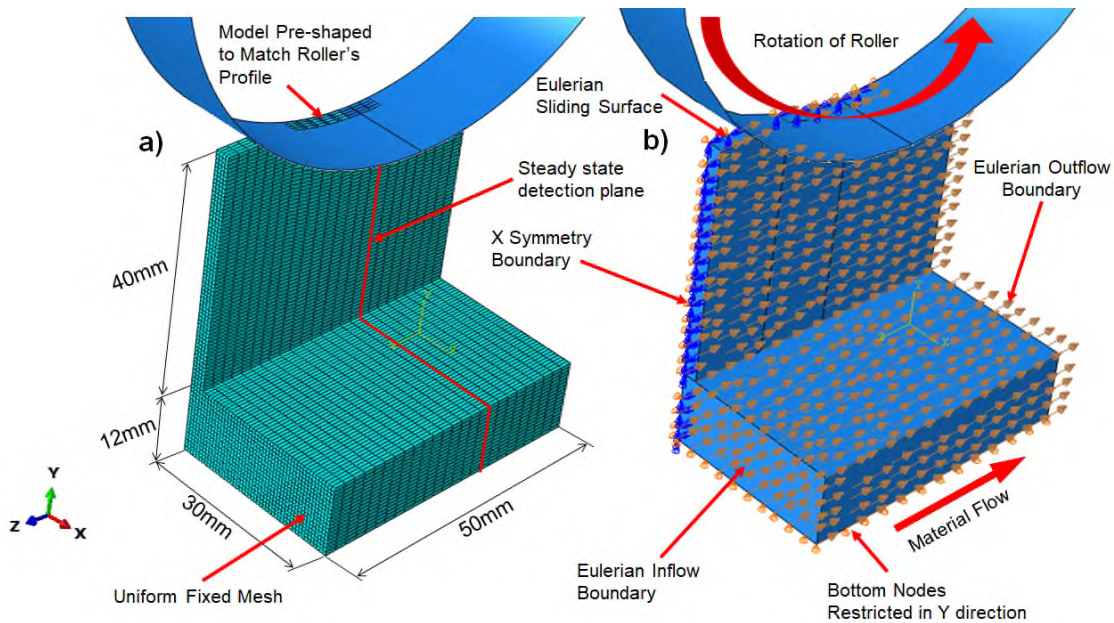 Model Pre-shaped
to Match Roller's
Profile
a)
Steady state
detection plane
40mm
12mm
30mm
50mm
Uniform Fixed Mesh
Y
Z
X
Rotation of Roller
Eulerian
Sliding Surface
b)
Eulerian Outflow
Boundary
X Symmetry
Boundary
Material Flow
Eulerian Inflow
Boundary
Bottom Nodes
Restricted in Y direction